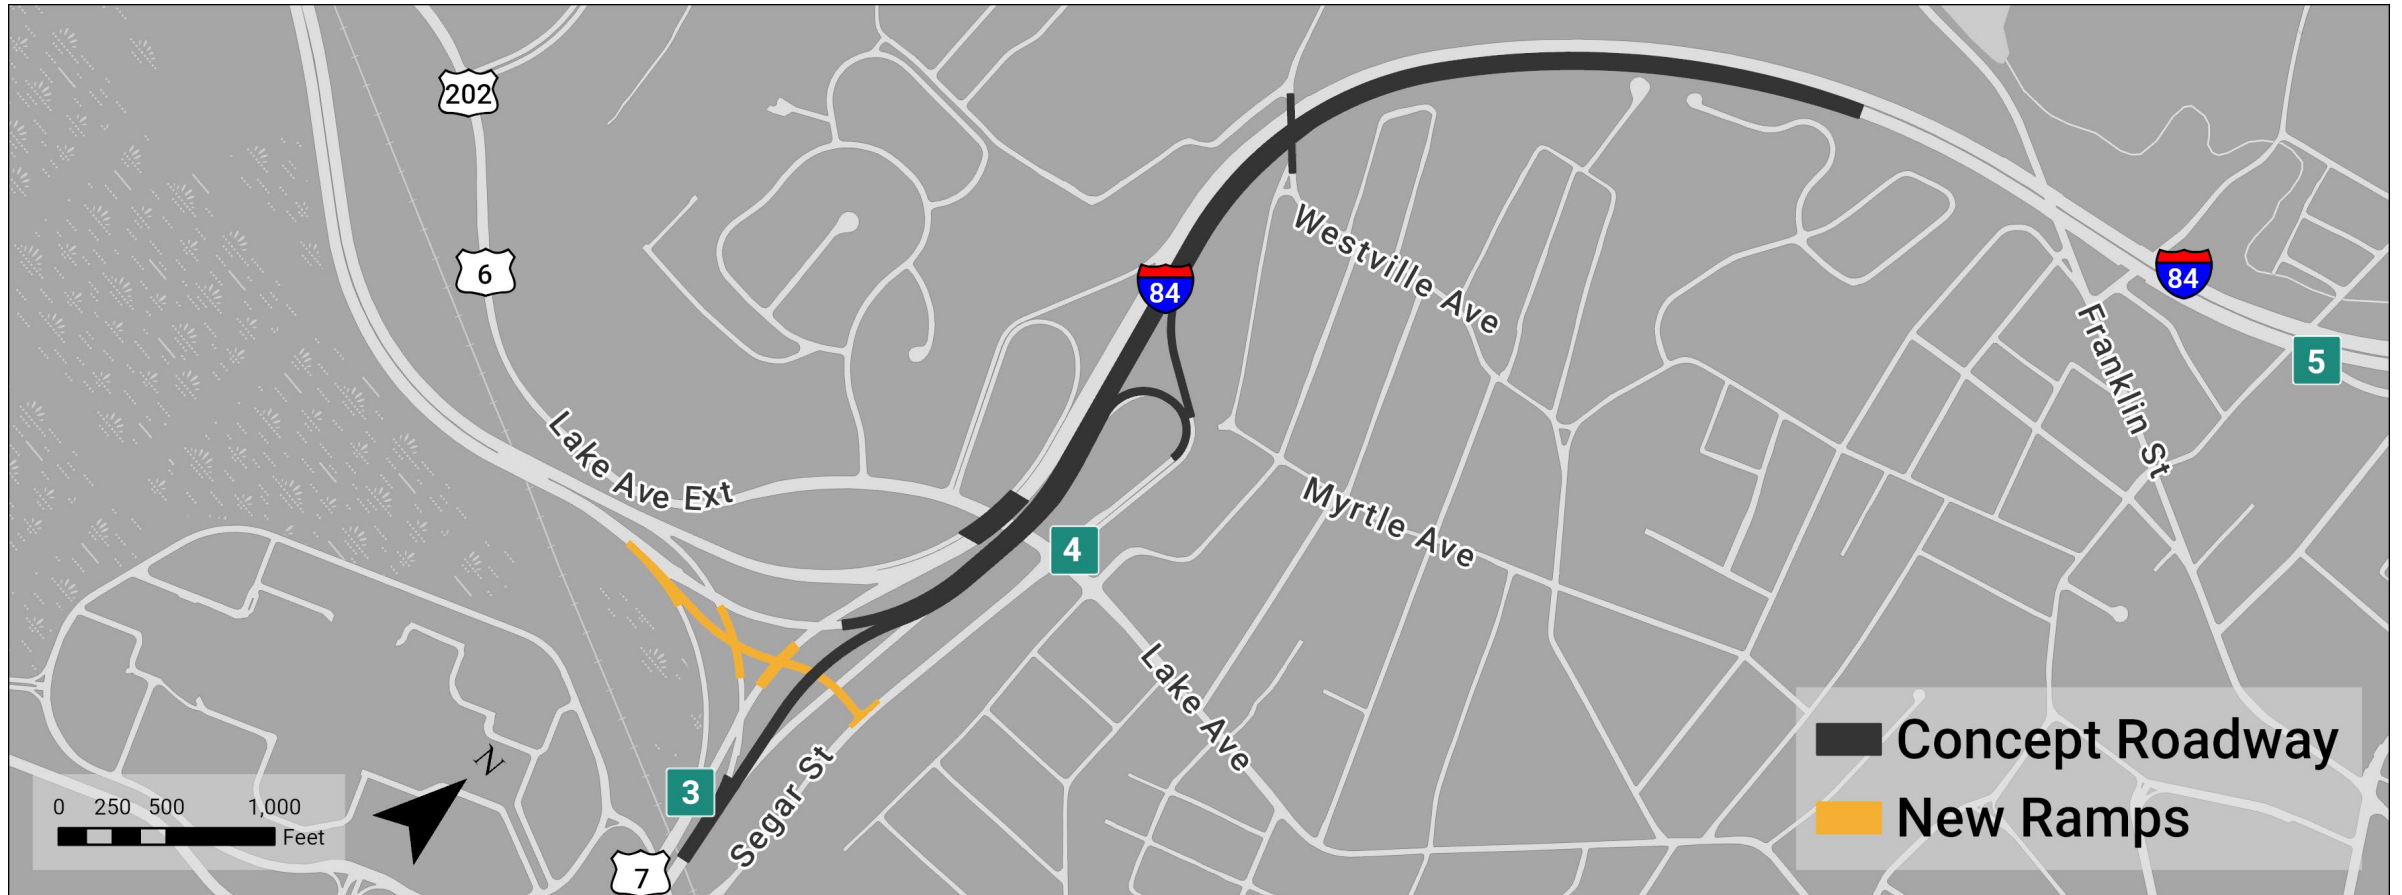 202
6
84
Westville Ave
84
Franklin St
5
Lake Ave Ext
Myrtle Ave
4
Lake Ave
Concept Roadway
New Ramps
3
Segar St
N
0 250 500 1,000
Feet
7